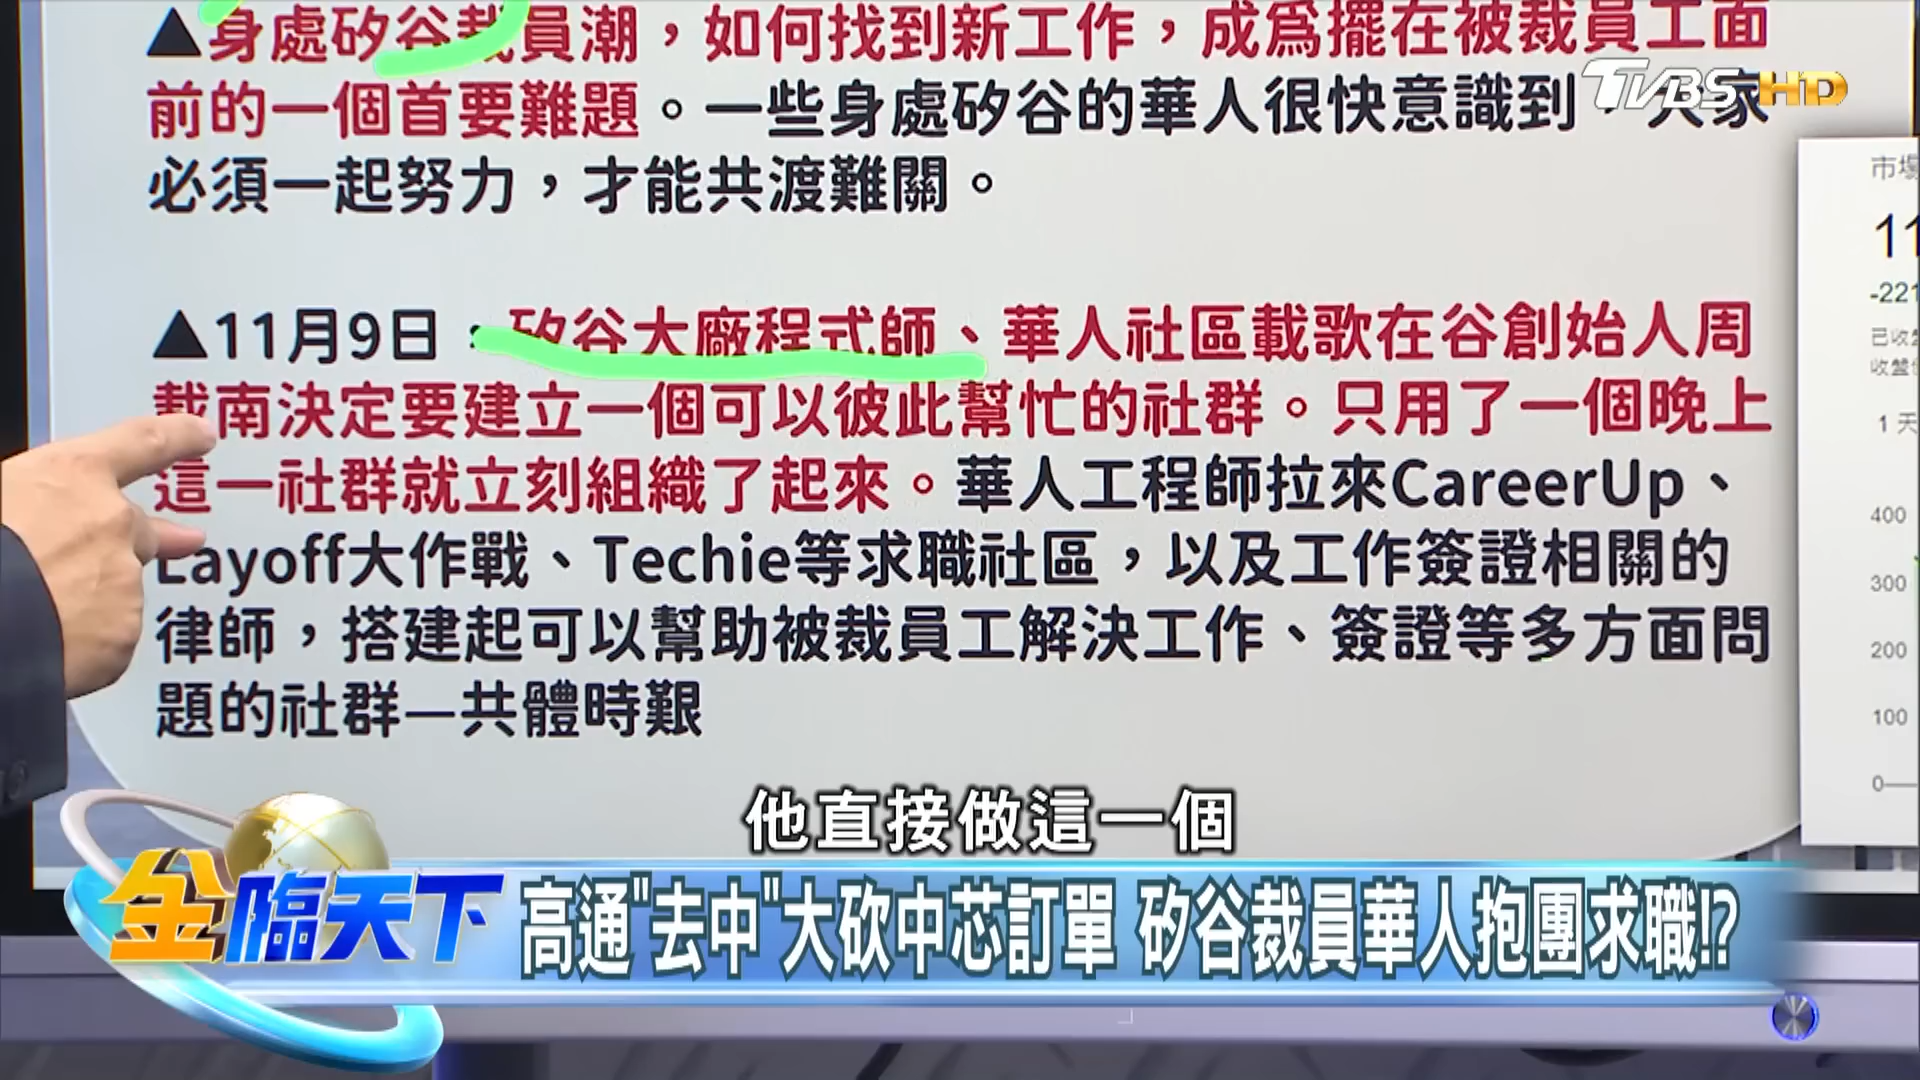 ▲身處矽谷裁員潮，如何找到新工作，成為擺在被裁員工面
前的一個首要難題。一些身處矽谷的華人很快意識到，大家
必須一起努力，才能共渡難關。
▲11月9日，矽谷大廠程式師、華人社區載歌在谷創始人周
載南決定要建立一個可以彼此幫忙的社群。只用了一個晚上
這一社群就立刻組織了起來。華人工程師拉來CareerUp、
Layoff大作戰、Techie等求職社區，以及工作簽證相關的
律師，搭建起可以幫助被裁員工解決工作、簽證等多方面問
題的社群—共體時艱
TVBS HD
市場
11
-221
已收盤
1 天
400
300
200
100
0
他直接做這一個
金臨天下
高通"去中"大砍中芯訂單 矽谷裁員華人抱團求職!?